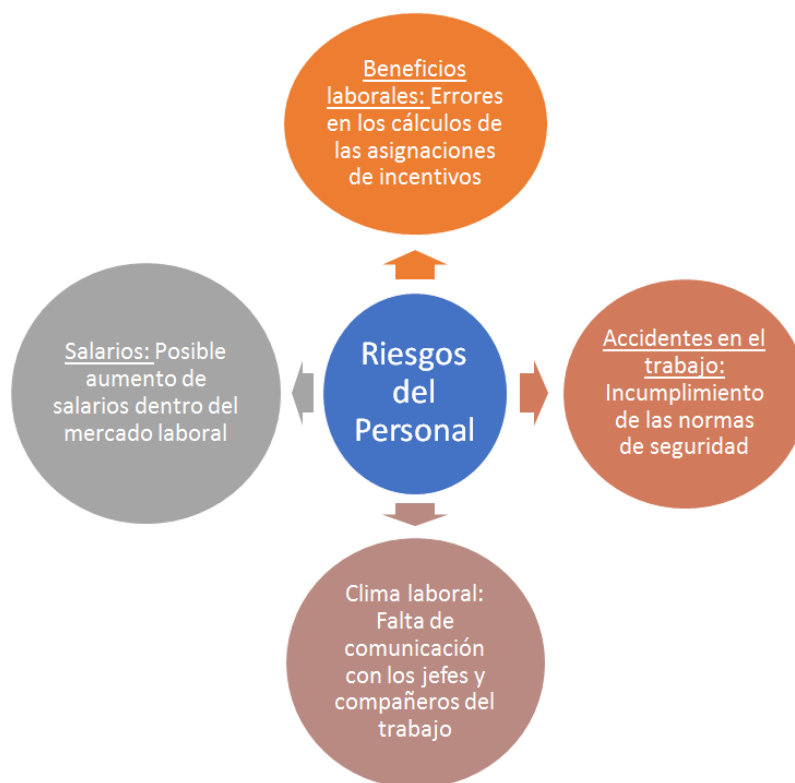 Beneficios
laborales: Errores
en los cálculos de
las asignaciones
de incentivos
Salarios: Posible
aumento de
salarios dentro del
mercado laboral
Riesgos
del
Personal
Accidentes en el
trabajo:
Incumplimiento
de las normas
de seguridad
Clima laboral:
Falta de
comunicación
con los jefes y
compañeros del
trabajo